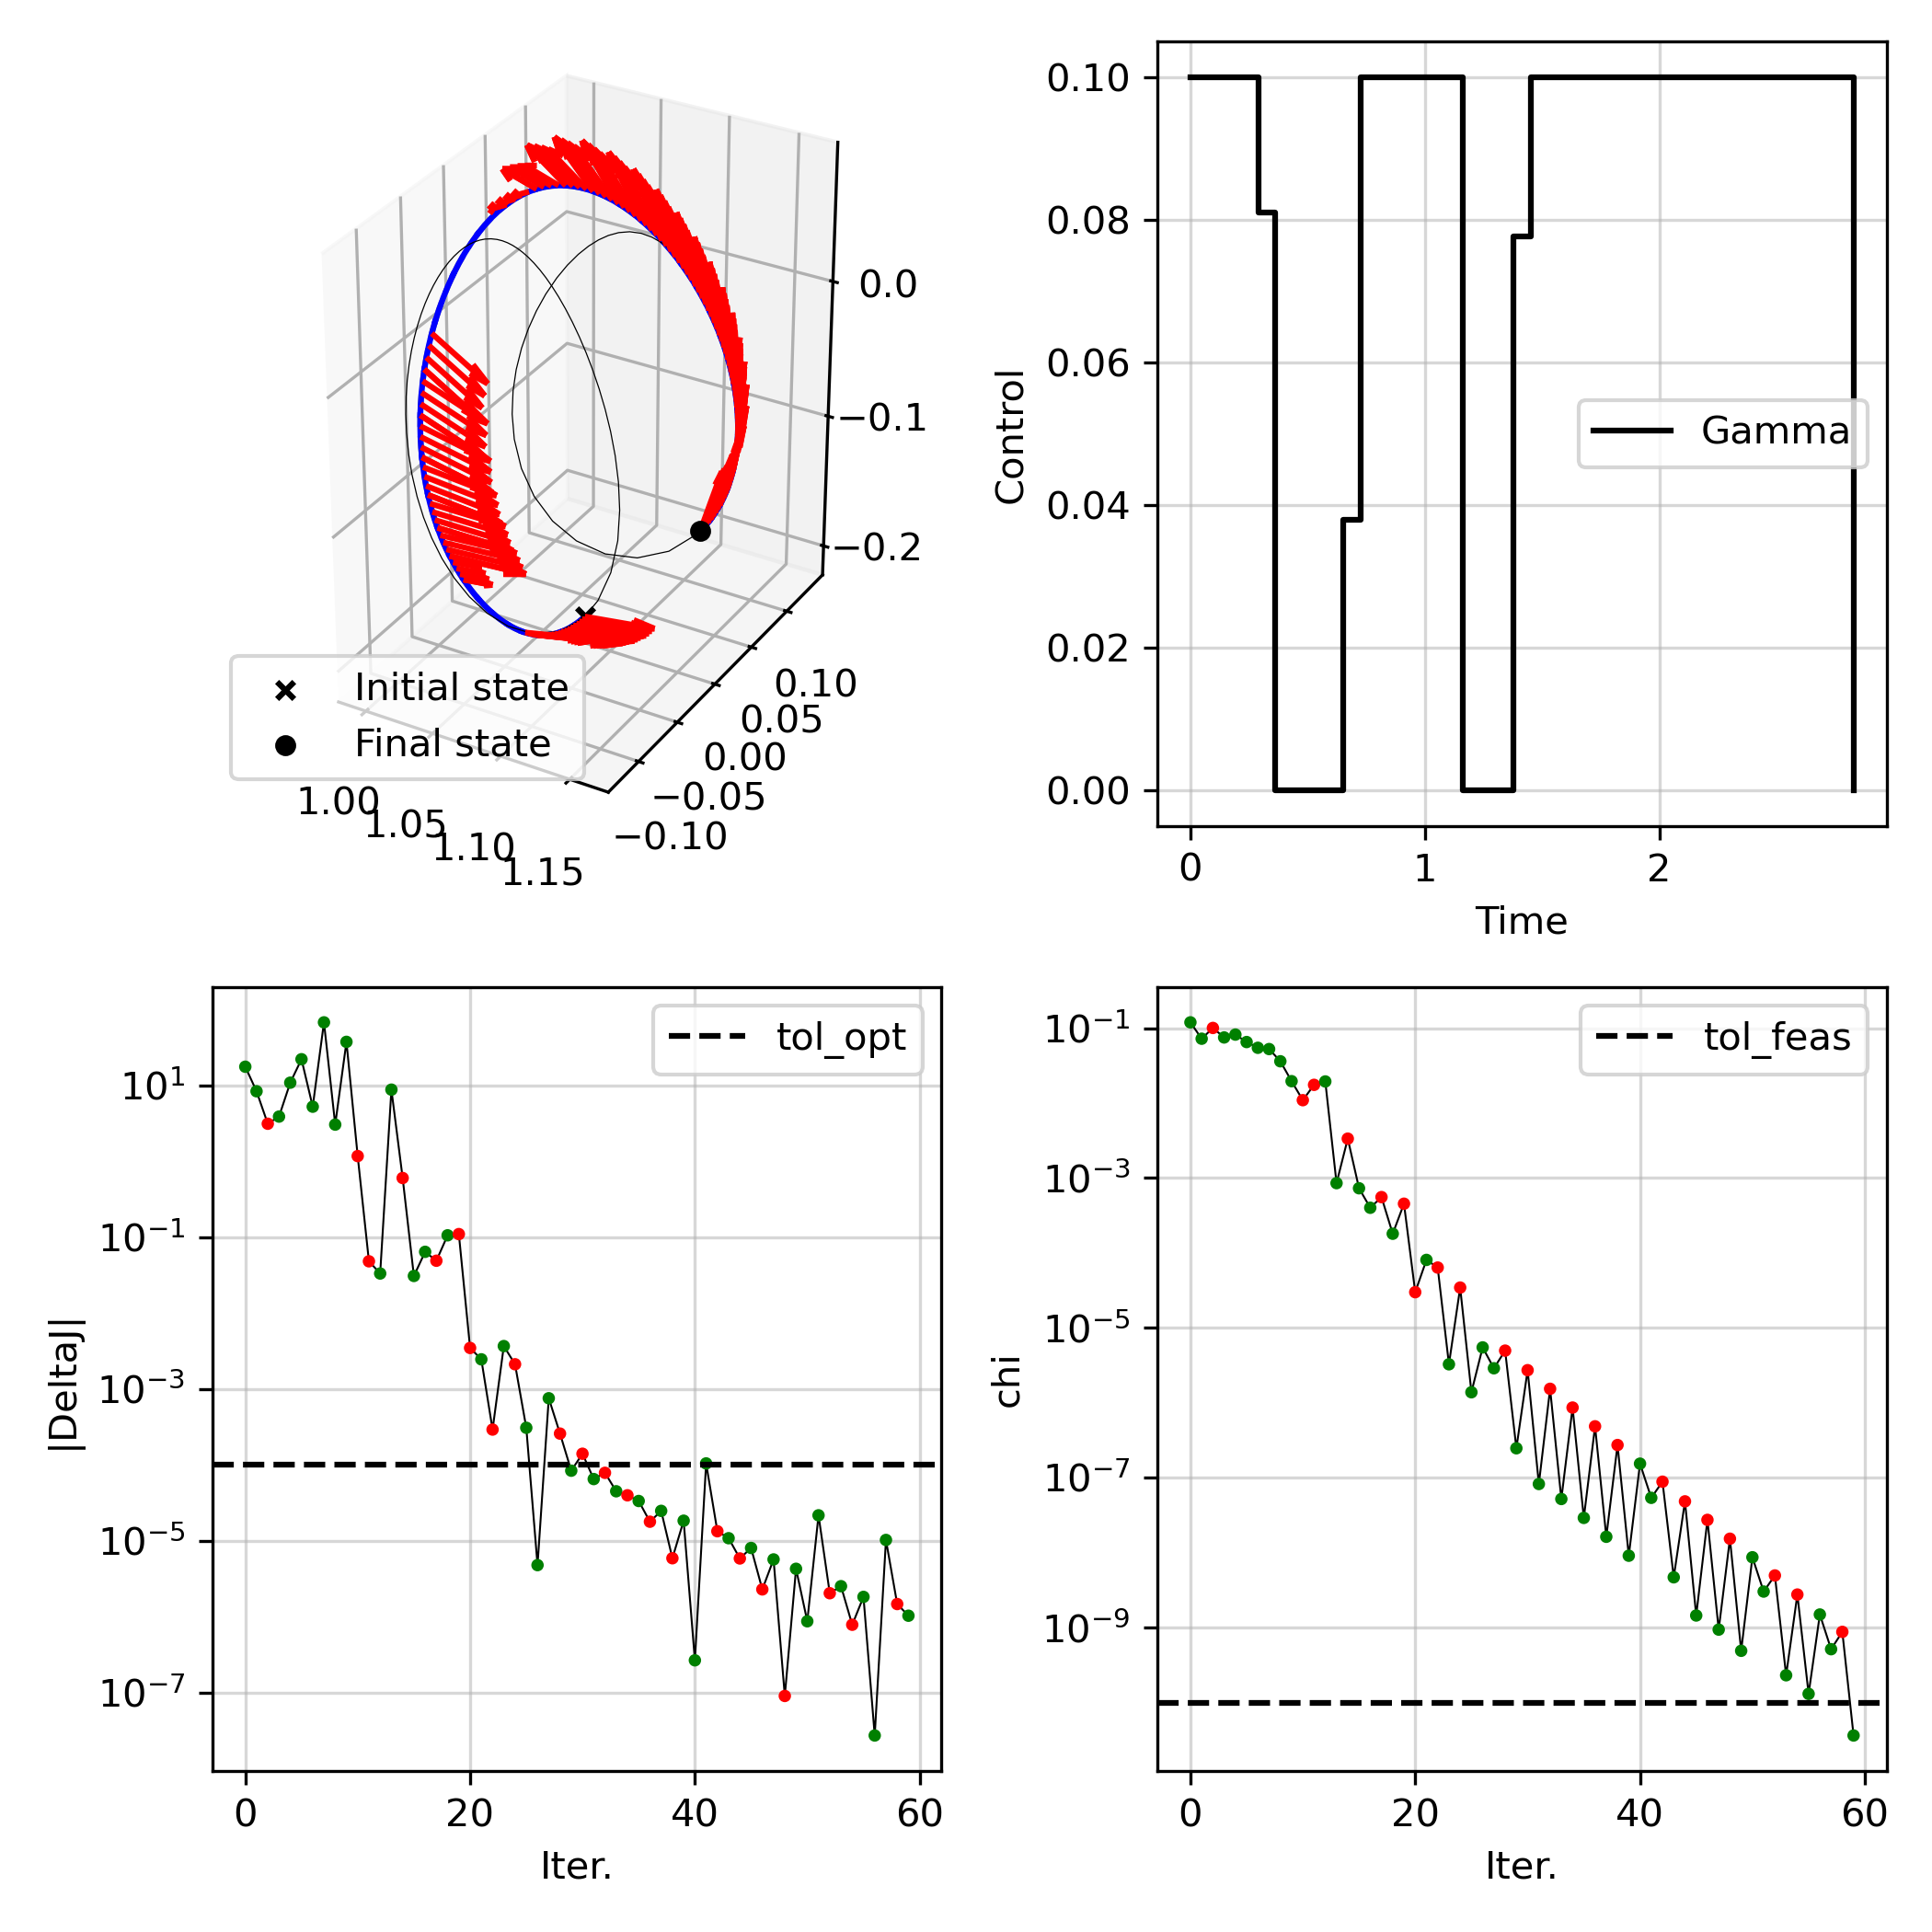 0.0
−0.1
−0.2
0.10
0.05
0.00
−0.05
−0.10
1.00
1.05
1.10
1.15
Initial state
Final state
0.10
0.08
0.06
0.04
0.02
0.00
Control
Gamma
0 1 2
Time
10¹
10⁻¹
10⁻³
10⁻⁵
10⁻⁷
|DeltaJ|
tol_opt
0 20 40 60
Iter.
10⁻¹
10⁻³
10⁻⁵
10⁻⁷
10⁻⁹
chi
tol_feas
0 20 40 60
Iter.